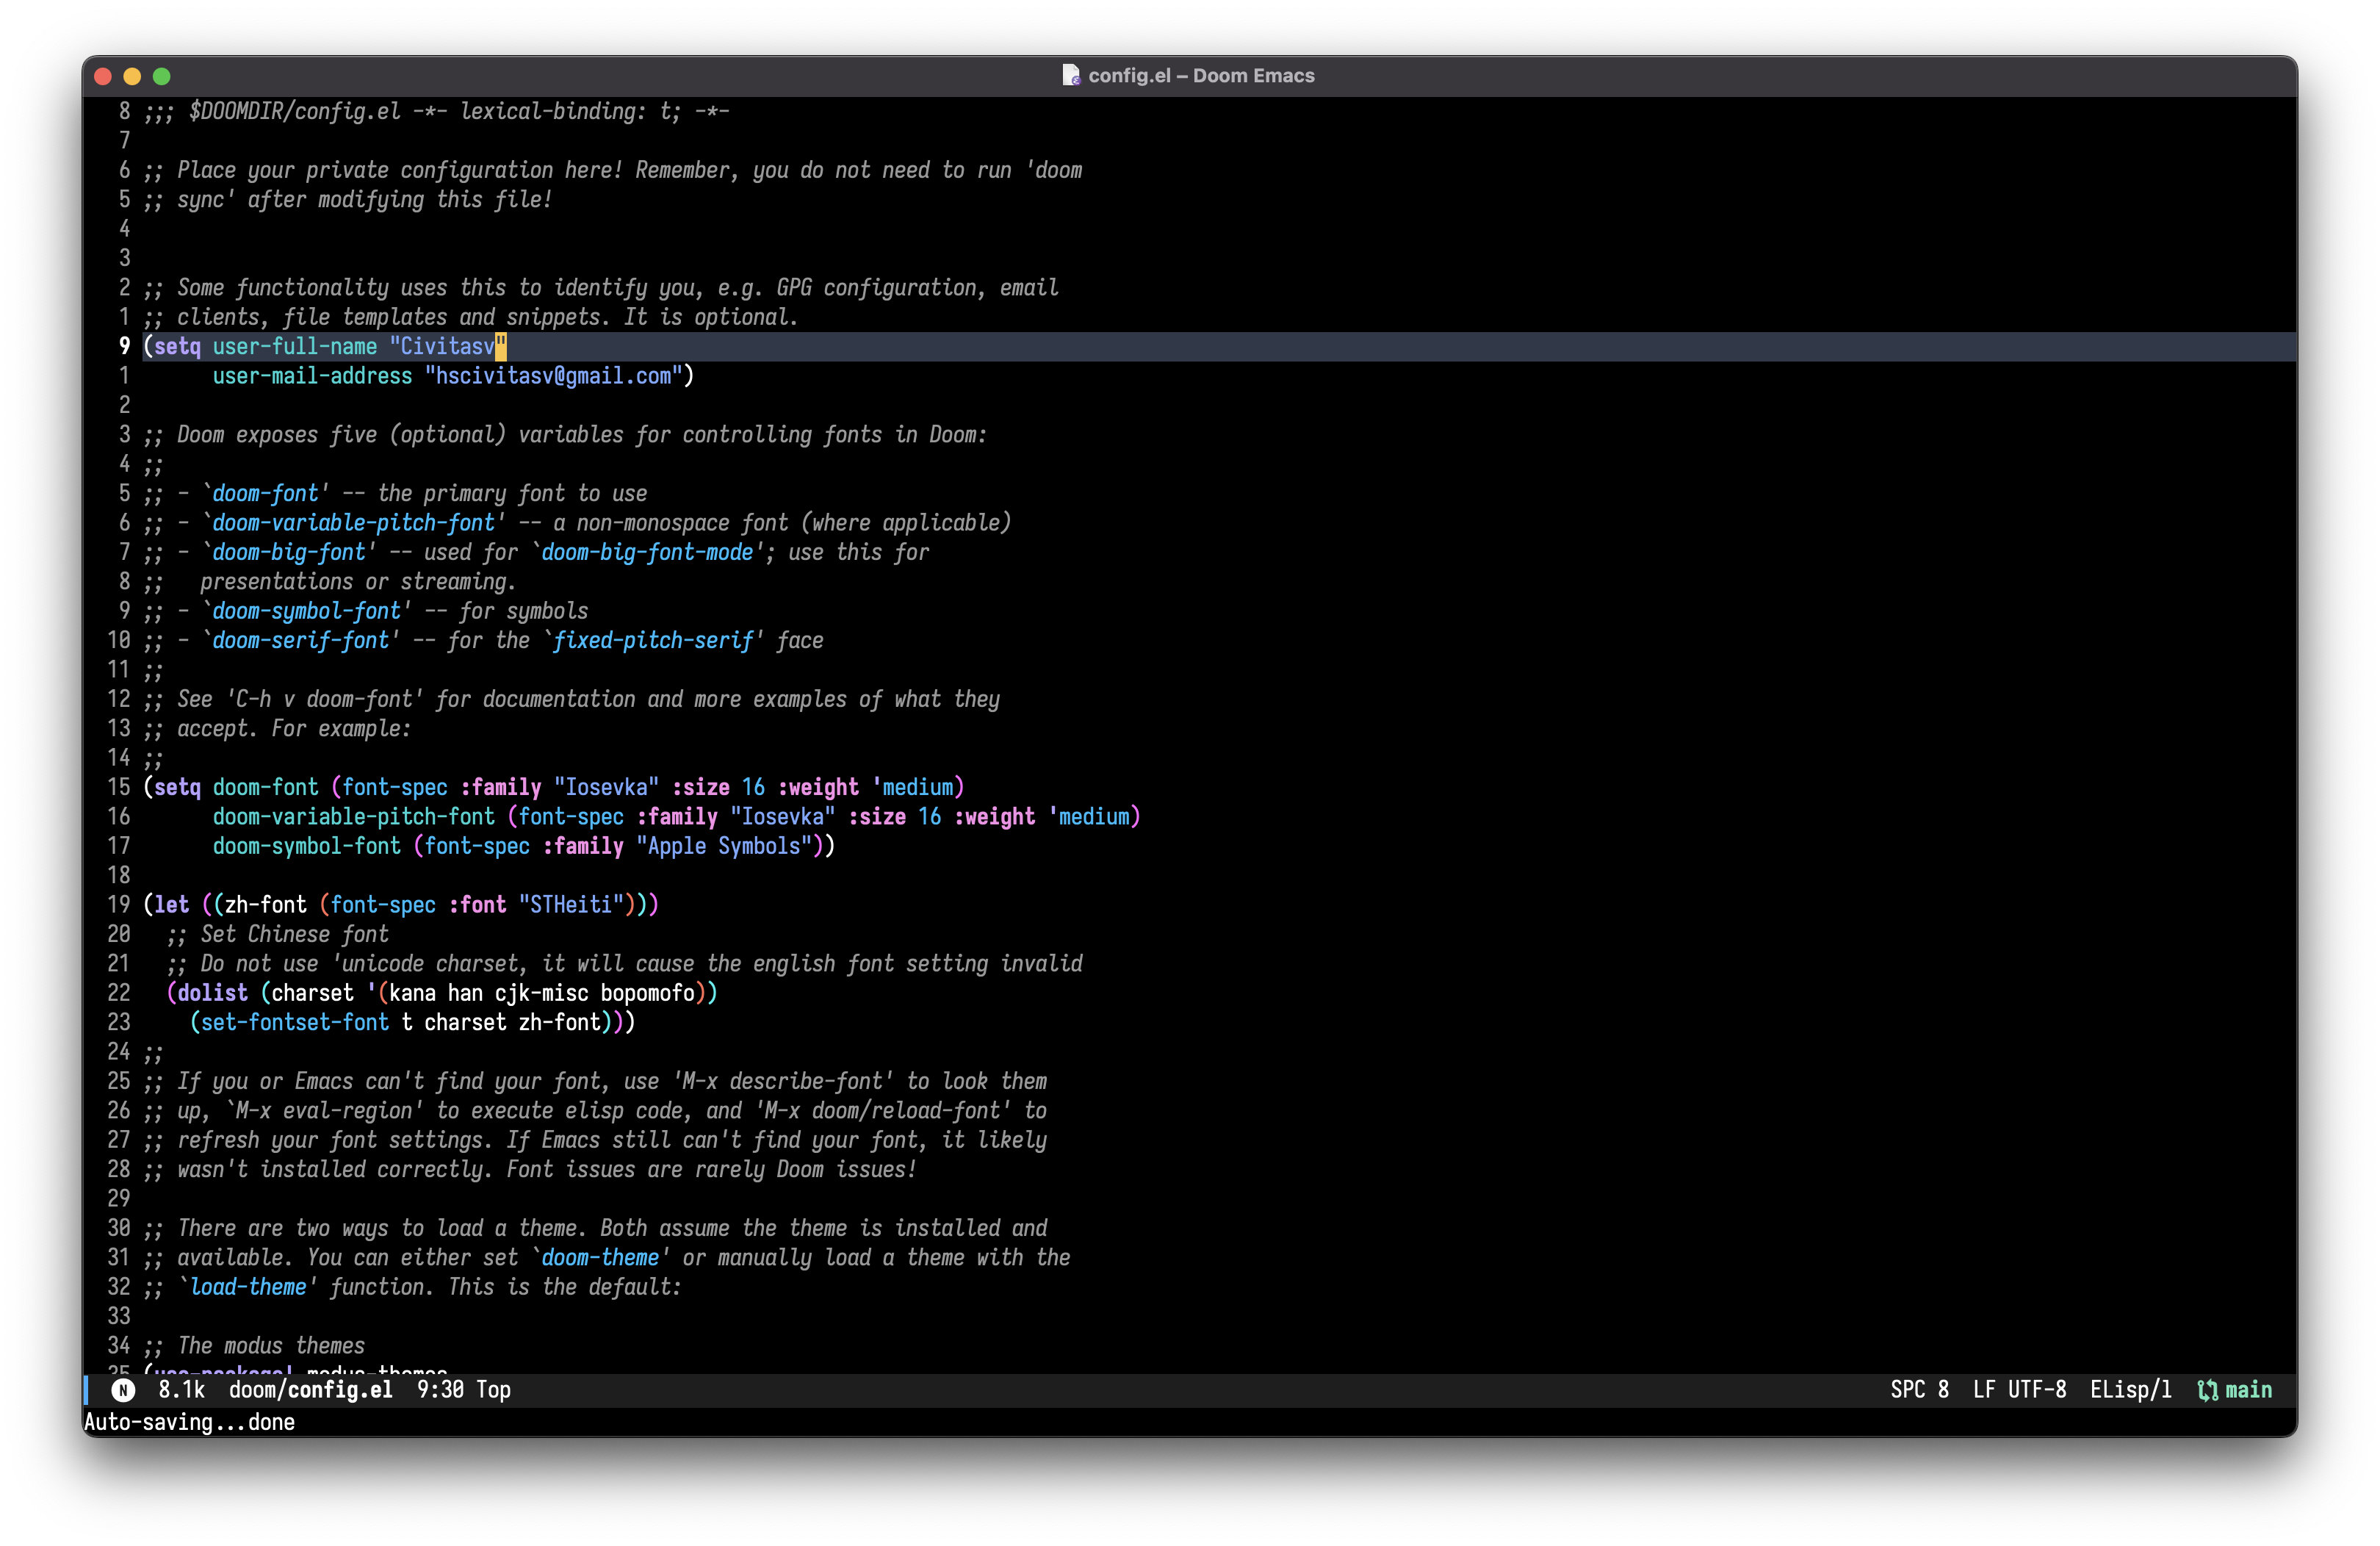 config.el – Doom Emacs
8 ;;; $DOOMDIR/config.el -*- lexical-binding: t; -*-
7
6 ;; Place your private configuration here! Remember, you do not need to run 'doom
5 ;; sync' after modifying this file!
4
3
2 ;; Some functionality uses this to identify you, e.g. GPG configuration, email
1 ;; clients, file templates and snippets. It is optional.
9 (setq user-full-name "Civitasv"
1       user-mail-address "hscivitasv@gmail.com")
2
3 ;; Doom exposes five (optional) variables for controlling fonts in Doom:
4 ;;
5 ;; - `doom-font' -- the primary font to use
6 ;; - `doom-variable-pitch-font' -- a non-monospace font (where applicable)
7 ;; - `doom-big-font' -- used for `doom-big-font-mode'; use this for
8 ;;   presentations or streaming.
9 ;; - `doom-symbol-font' -- for symbols
10 ;; - `doom-serif-font' -- for the `fixed-pitch-serif' face
11 ;;
12 ;; See 'C-h v doom-font' for documentation and more examples of what they
13 ;; accept. For example:
14 ;;
15 (setq doom-font (font-spec :family "Iosevka" :size 16 :weight 'medium)
16       doom-variable-pitch-font (font-spec :family "Iosevka" :size 16 :weight 'medium)
17       doom-symbol-font (font-spec :family "Apple Symbols"))
18
19 (let ((zh-font (font-spec :font "STHeiti")))
20   ;; Set Chinese font
21   ;; Do not use 'unicode charset, it will cause the english font setting invalid
22   (dolist (charset '(kana han cjk-misc bopomofo))
23     (set-fontset-font t charset zh-font)))
24 ;;
25 ;; If you or Emacs can't find your font, use 'M-x describe-font' to look them
26 ;; up, `M-x eval-region' to execute elisp code, and 'M-x doom/reload-font' to
27 ;; refresh your font settings. If Emacs still can't find your font, it likely
28 ;; wasn't installed correctly. Font issues are rarely Doom issues!
29
30 ;; There are two ways to load a theme. Both assume the theme is installed and
31 ;; available. You can either set `doom-theme' or manually load a theme with the
32 ;; `load-theme' function. This is the default:
33
34 ;; The modus themes
35 (use-package! modus-themes
N 8.1k doom/config.el 9:30 Top SPC 8 LF UTF-8 ELisp/l main
Auto-saving...done